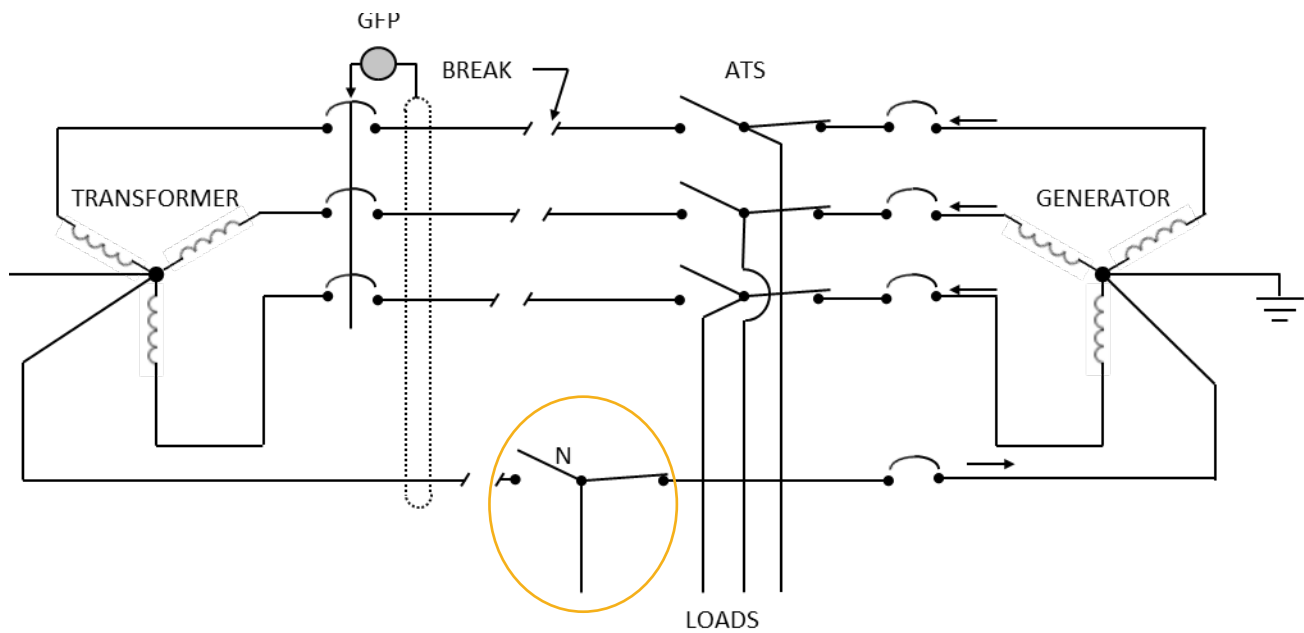 GFP
BREAK
ATS
TRANSFORMER
GENERATOR
N
LOADS